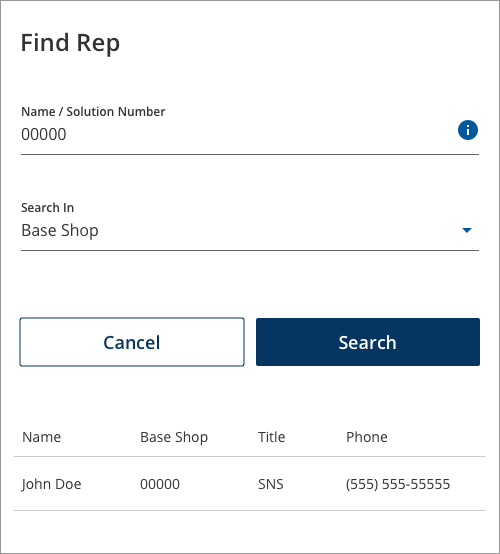 Find Rep
Name / Solution Number
00000
Search In
Base Shop
Cancel Search
Name Base Shop Title Phone
John Doe 00000 SNS (555) 555-55555